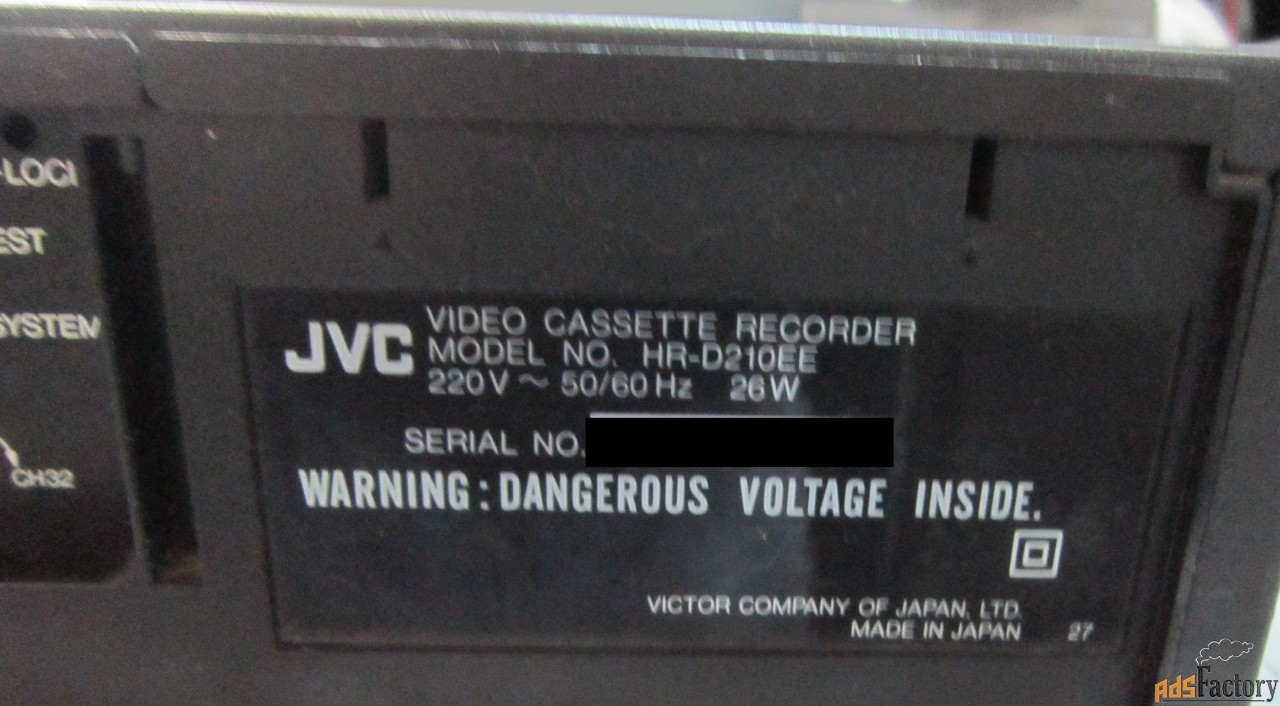 EST
SYSTEM
CH32
JVC
VIDEO CASSETTE RECORDER
MODEL NO. HR-D210EE
220V ~ 50/60 Hz 26W
SERIAL NO.
WARNING: DANGEROUS VOLTAGE INSIDE.
VICTOR COMPANY OF JAPAN, LTD.
MADE IN JAPAN 27
AdsFactory